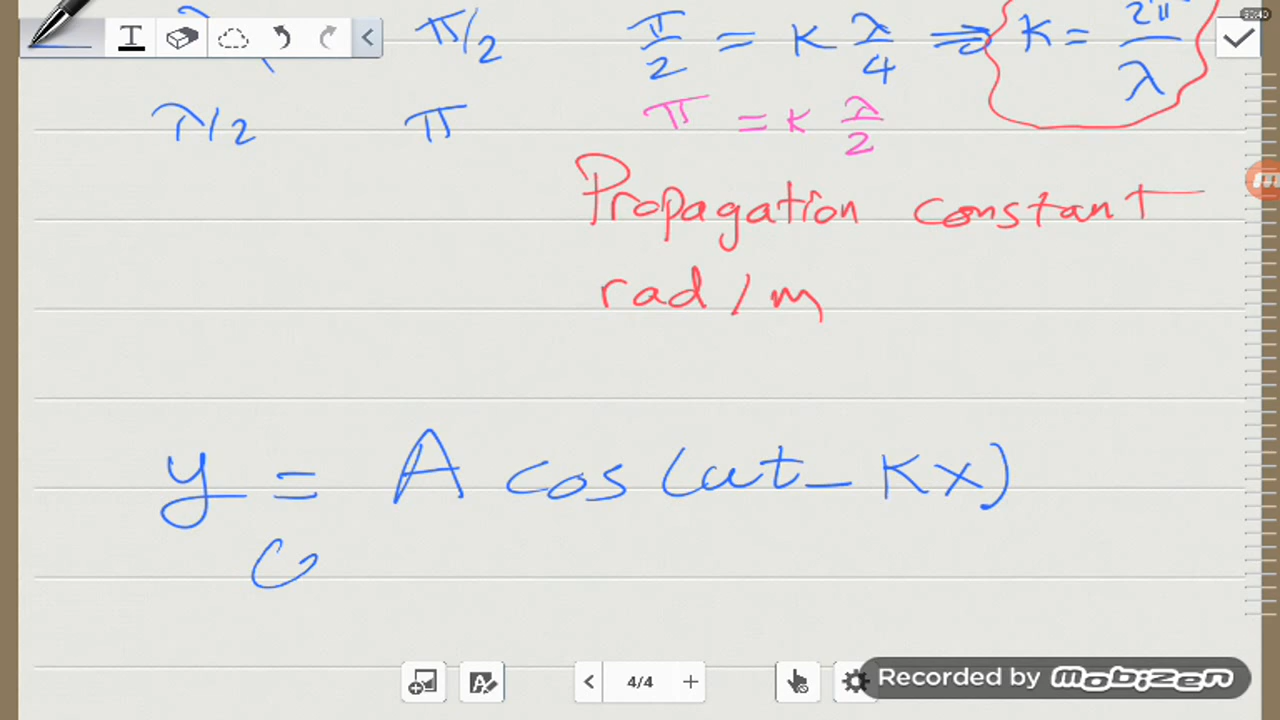 π/2 π/2 = K λ/4 ⇒ K = 2π/λ
λ/2 π π = K λ/2
Propagation constant
rad/m
y = A cos(ωt - Kx)
4/4
Recorded by mobizen